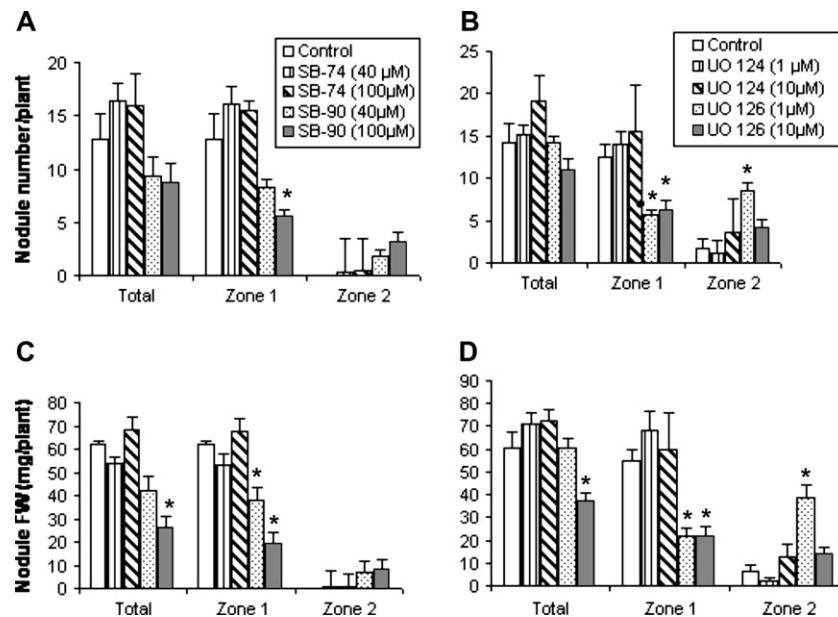 A
Nodule number/plant
20
15
10
5
0
Control
SB-74 (40 µM)
SB-74 (100µM)
SB-90 (40µM)
SB-90 (100µM)
*
Total
Zone 1
Zone 2
B
25
20
15
10
5
0
Control
UO 124 (1 µM)
UO 124 (10µM)
UO 126 (1µM)
UO 126 (10µM)
* *
*
Total
Zone 1
Zone 2
C
Nodule FW (mg/plant)
90
80
70
60
50
40
30
20
10
0
*
*
*
Total
Zone 1
Zone 2
D
90
80
70
60
50
40
30
20
10
0
*
* *
*
Total
Zone 1
Zone 2